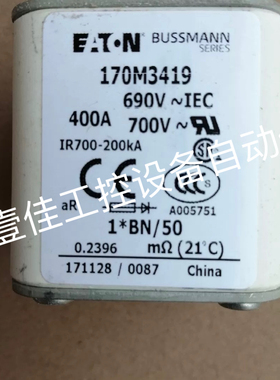 EATON BUSSMANN
SERIES
170M3419
690V ~IEC
400A 700V ~
IR700-200kA
壹佳工控设备自动
aR
A005751
1*BN/50
0.2396 mΩ (21°C)
171128 / 0087 China